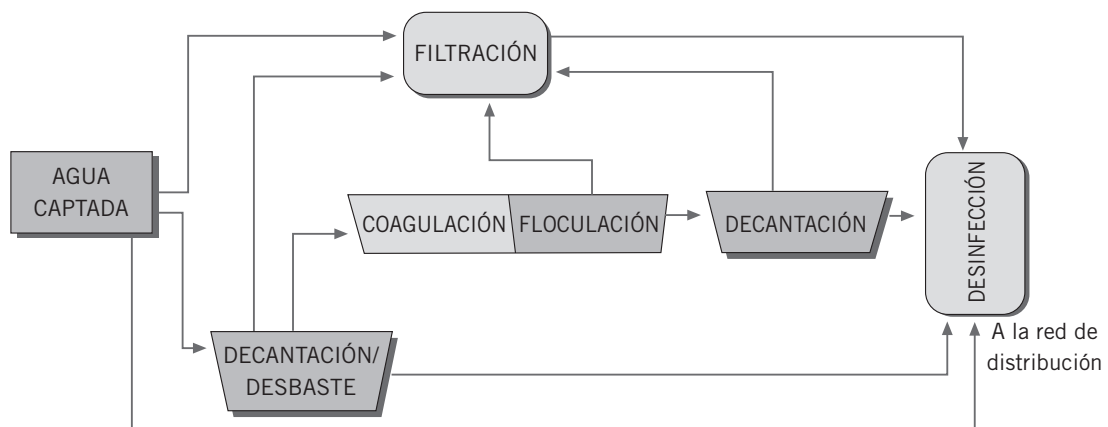 FILTRACIÓN
AGUA
CAPTADA
COAGULACIÓN
FLOCULACIÓN
DECANTACIÓN
DESINFECCIÓN
A la red de
distribución
DECANTACIÓN/
DESBASTE